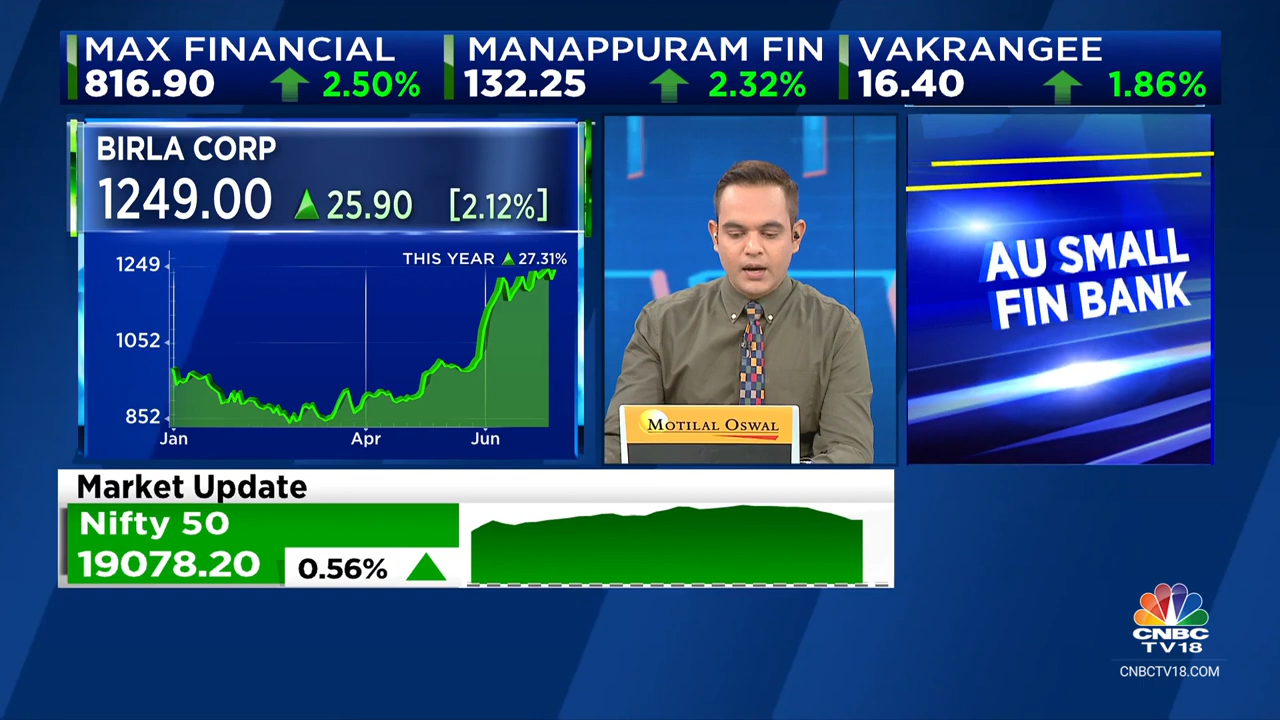 MAX FINANCIAL
816.90 2.50%
MANAPPURAM FIN
132.25 2.32%
VAKRANGEE
16.40 1.86%
BIRLA CORP
1249.00 25.90 [2.12%]
THIS YEAR 27.31%
1249
1052
852
Jan Apr Jun
MOTILAL OSWAL
AU SMALL
FIN BANK
Market Update
Nifty 50
19078.20 0.56%
CNBC
TV18
CNBCTV18.COM